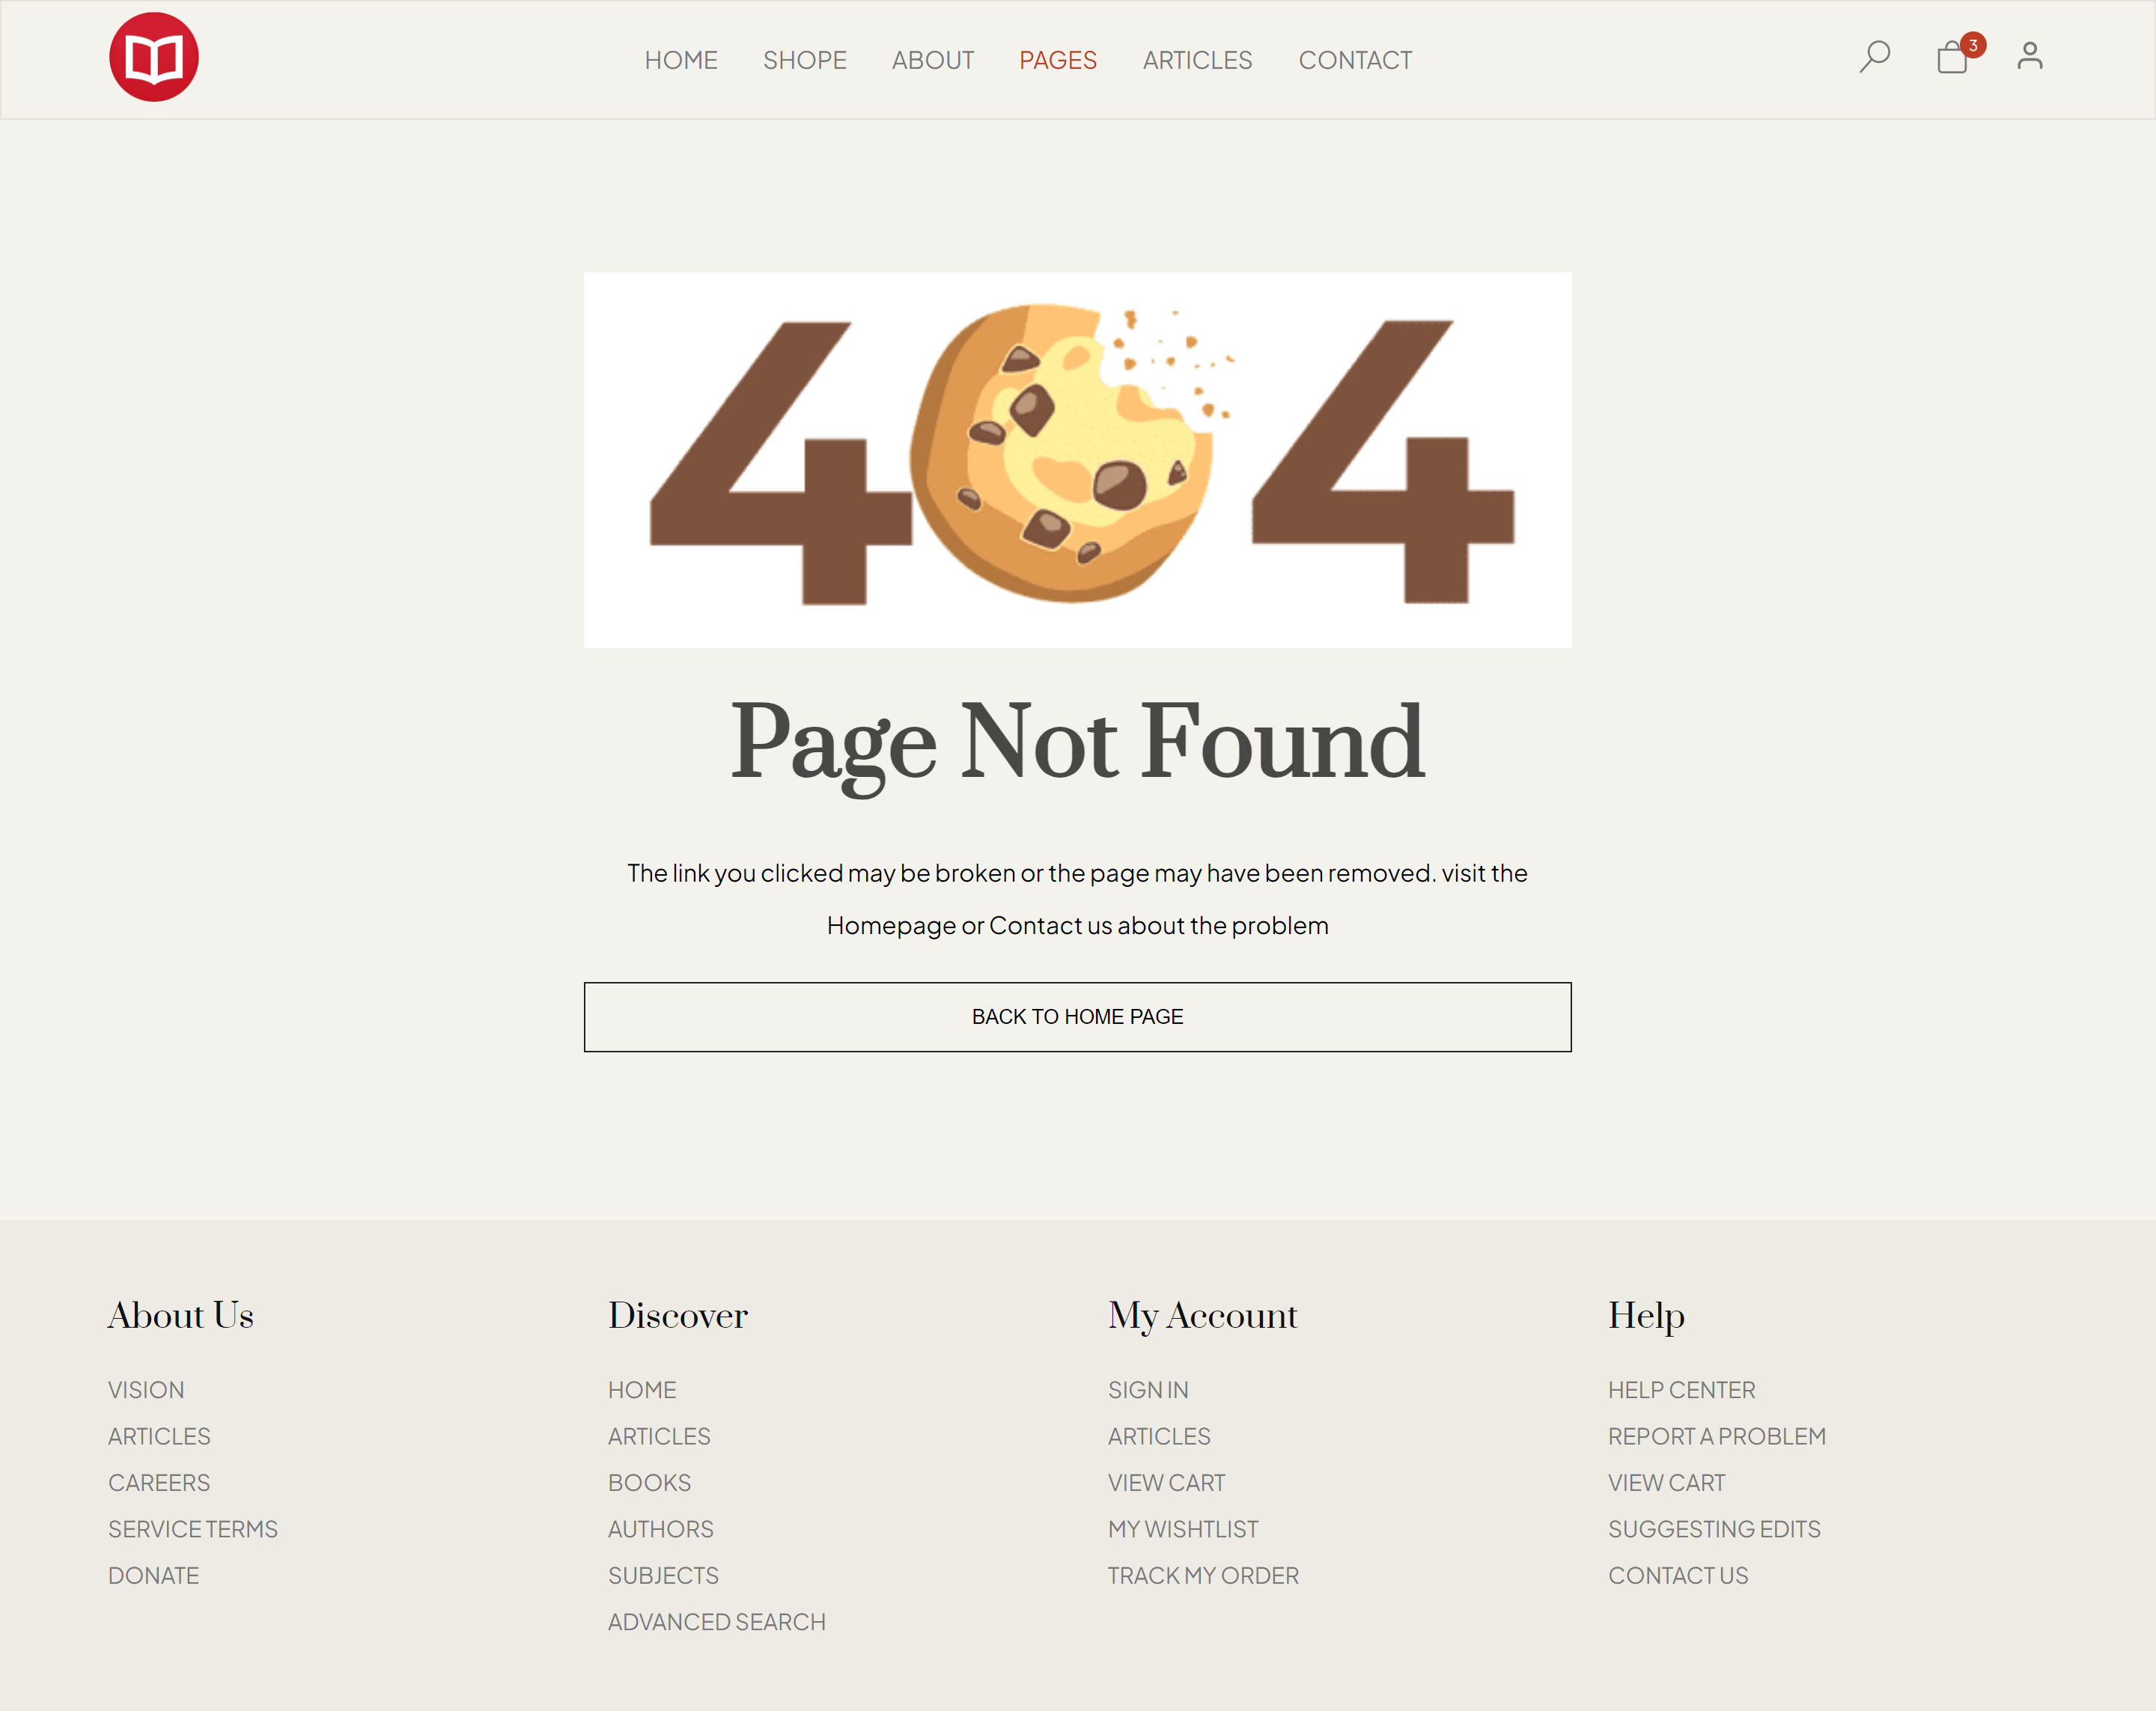 HOME SHOPE ABOUT PAGES ARTICLES CONTACT 3
404
Page Not Found
The link you clicked may be broken or the page may have been removed. visit the
Homepage or Contact us about the problem
BACK TO HOME PAGE
About Us
VISION
ARTICLES
CAREERS
SERVICE TERMS
DONATE
Discover
HOME
ARTICLES
BOOKS
AUTHORS
SUBJECTS
ADVANCED SEARCH
My Account
SIGN IN
ARTICLES
VIEW CART
MY WISHTLIST
TRACK MY ORDER
Help
HELP CENTER
REPORT A PROBLEM
VIEW CART
SUGGESTING EDITS
CONTACT US